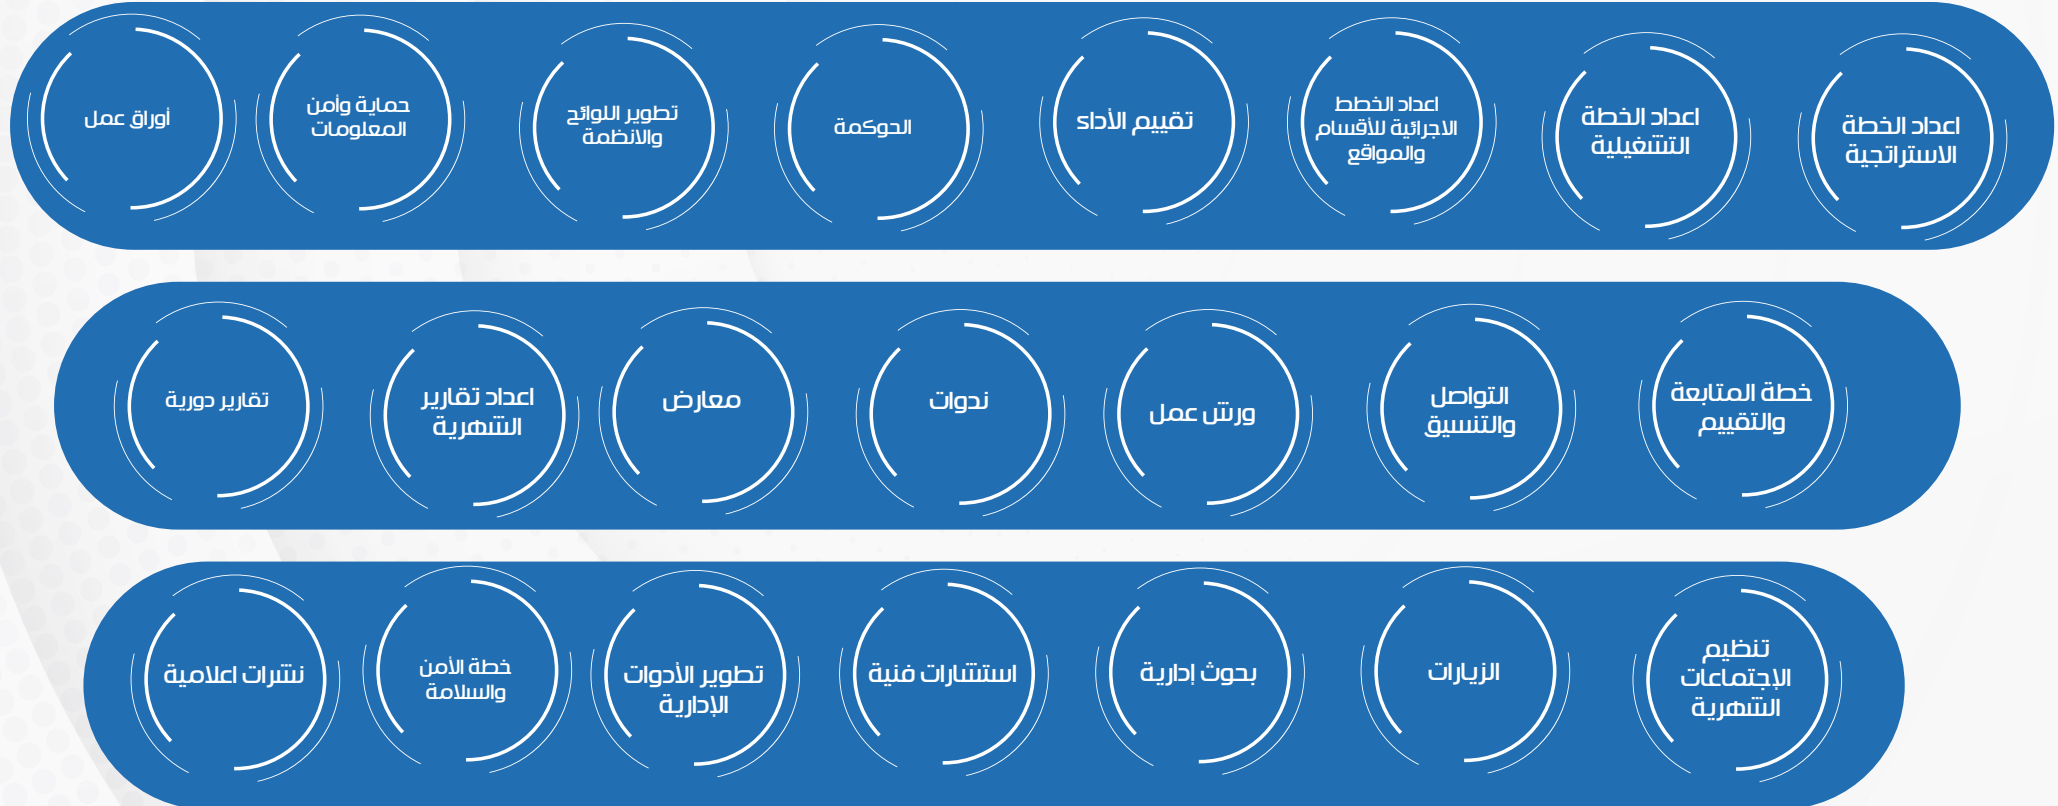 اعداد الخطة
الاستراتجية
اعداد الخطة
التشغيلية
اعداد الخطط
الاجرائية للأقسام
والمواقع
تقييم الأداء
الحوكمة
تطوير اللوائح
والانظمة
حماية وأمن
المعلومات
أوراق عمل
خطة المتابعة
والتقييم
التواصل
والتنسيق
ورش عمل
ندوات
معارض
اعداد تقارير
الشهرية
تقارير دورية
تنظيم
الإجتماعات
الشهرية
الزيارات
بحوث إدارية
استشارات فنية
تطوير الأدوات
الإدارية
خطة الأمن
والسلامة
نشرات اعلامية